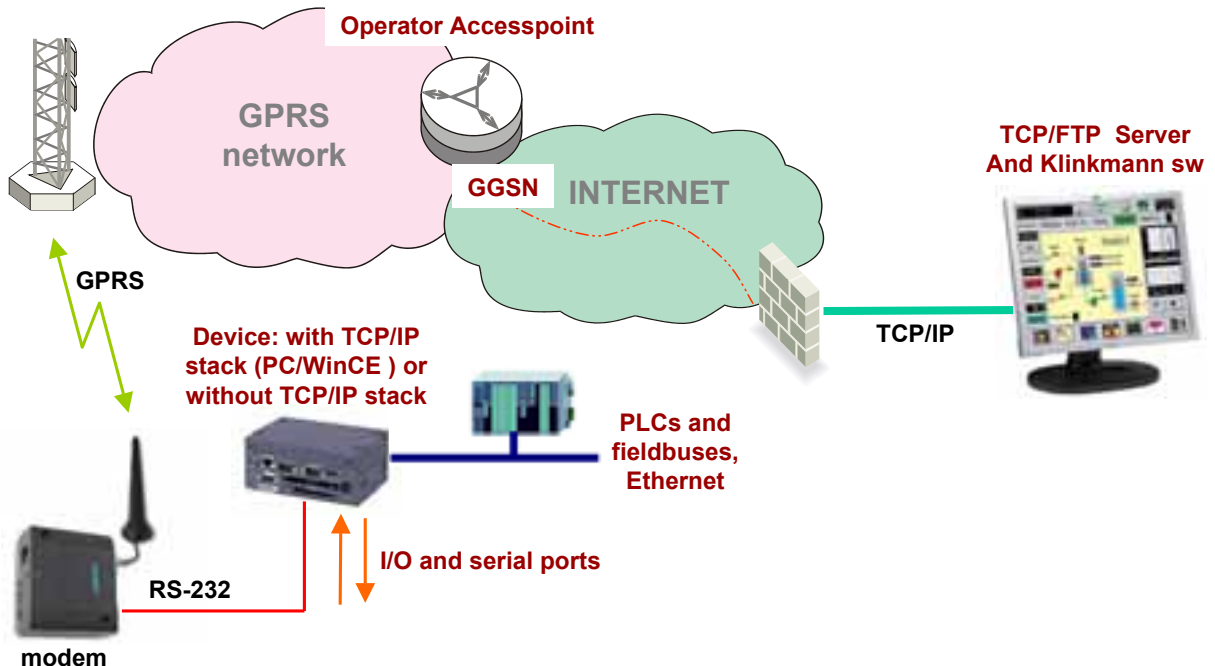 Operator Accesspoint
GPRS
network
GGSN
INTERNET
TCP/FTP  Server
And Klinkmann sw
GPRS
TCP/IP
Device: with TCP/IP
stack (PC/WinCE ) or
without TCP/IP stack
PLCs and
fieldbuses,
Ethernet
I/O and serial ports
RS-232
modem